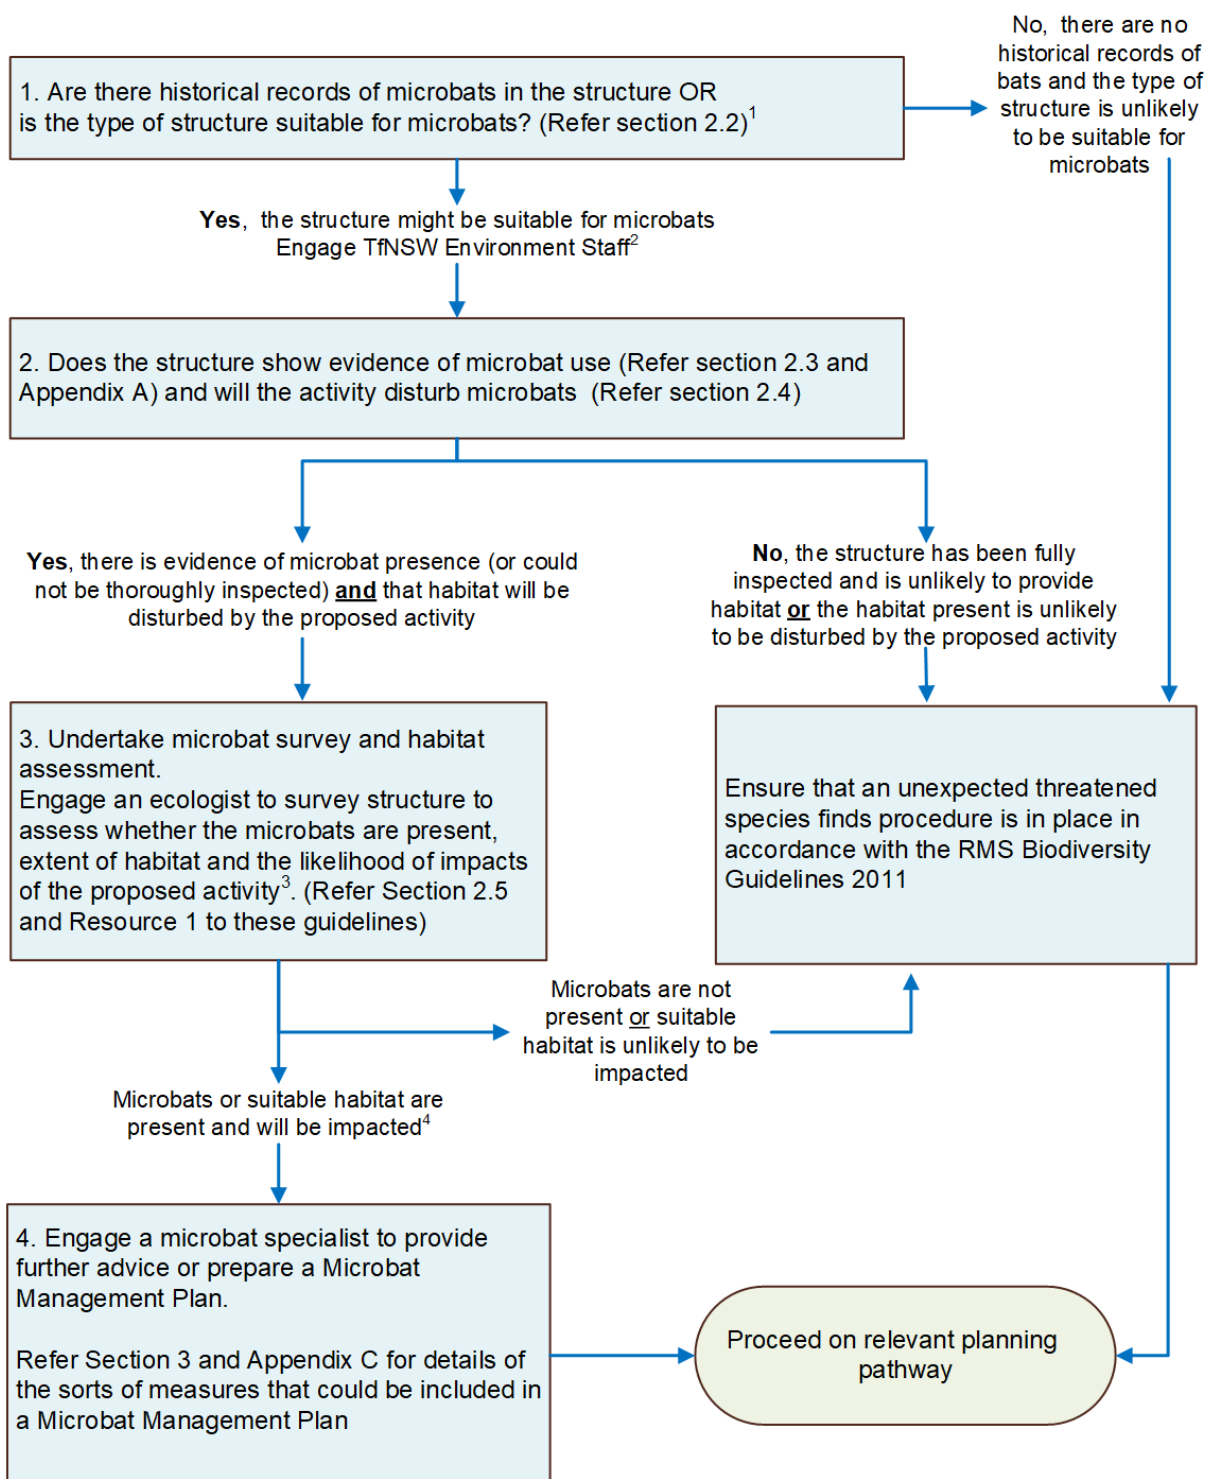 No, there are no
historical records of
bats and the type of
structure is unlikely
to be suitable for
microbats
1. Are there historical records of microbats in the structure OR
is the type of structure suitable for microbats? (Refer section 2.2)1
Yes, the structure might be suitable for microbats
Engage TfNSW Environment Staff2
2. Does the structure show evidence of microbat use (Refer section 2.3 and
Appendix A) and will the activity disturb microbats (Refer section 2.4)
Yes, there is evidence of microbat presence (or could
not be thoroughly inspected) and that habitat will be
disturbed by the proposed activity
No, the structure has been fully
inspected and is unlikely to provide
habitat or the habitat present is unlikely
to be disturbed by the proposed activity
3. Undertake microbat survey and habitat
assessment.
Engage an ecologist to survey structure to
assess whether the microbats are present,
extent of habitat and the likelihood of impacts
of the proposed activity3. (Refer Section 2.5
and Resource 1 to these guidelines)
Ensure that an unexpected threatened
species finds procedure is in place in
accordance with the RMS Biodiversity
Guidelines 2011
Microbats are not
present or suitable
habitat is unlikely to be
impacted
Microbats or suitable habitat are
present and will be impacted4
4. Engage a microbat specialist to provide
further advice or prepare a Microbat
Management Plan.
Refer Section 3 and Appendix C for details of
the sorts of measures that could be included in
a Microbat Management Plan
Proceed on relevant planning
pathway